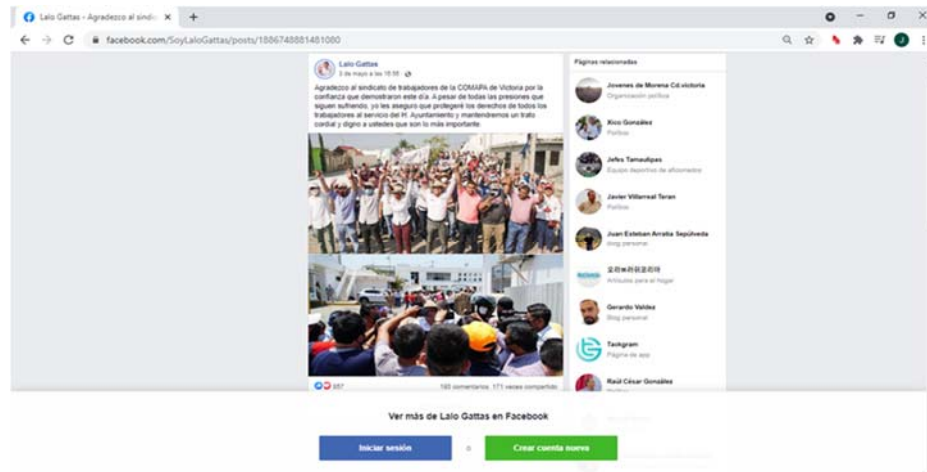 Lalo Gattas - Agradezco al sindic
facebook.com/SoyLaloGattas/posts/1886748881481080
Lalo Gattas
3 de mayo a las
Agradezco al sindicato de trabajadores de la COMAPA de Victoria por la
confianza que demostraron este día. A pesar de todas las presiones que
siguen sufriendo, yo les aseguro que protegeré los derechos de todos los
trabajadores al servicio del H. Ayuntamiento y mantendremos un trato
cordial y digno a ustedes que son lo más importante.
957
165 comentarios 171 veces compartido
Páginas relacionadas
Jovenes de Morena Cd.victoria
Organización política
Xico González
Político
Jefes Tamaulipas
Equipo deportivo de aficionados
Javier Villarreal Teran
Político
Juan Esteban Arratia Sepúlveda
Blog personal
Artículos para el hogar
Gerardo Valdez
Blog personal
Tackgram
Página de app
Raúl César González
Político
Ver más de Lalo Gattas en Facebook
Iniciar sesión
o
Crear cuenta nueva